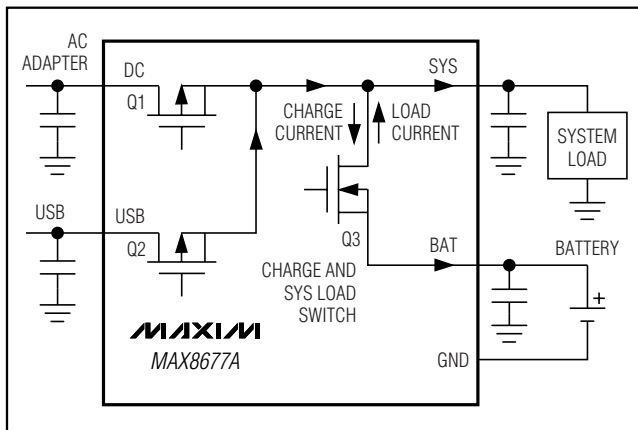 AC
ADAPTER
DC
Q1
SYS
CHARGE
CURRENT
LOAD
CURRENT
SYSTEM
LOAD
USB
USB
Q2
Q3
BAT
BATTERY
CHARGE AND
SYS LOAD
SWITCH
+
MAXIM
MAX8677A
GND